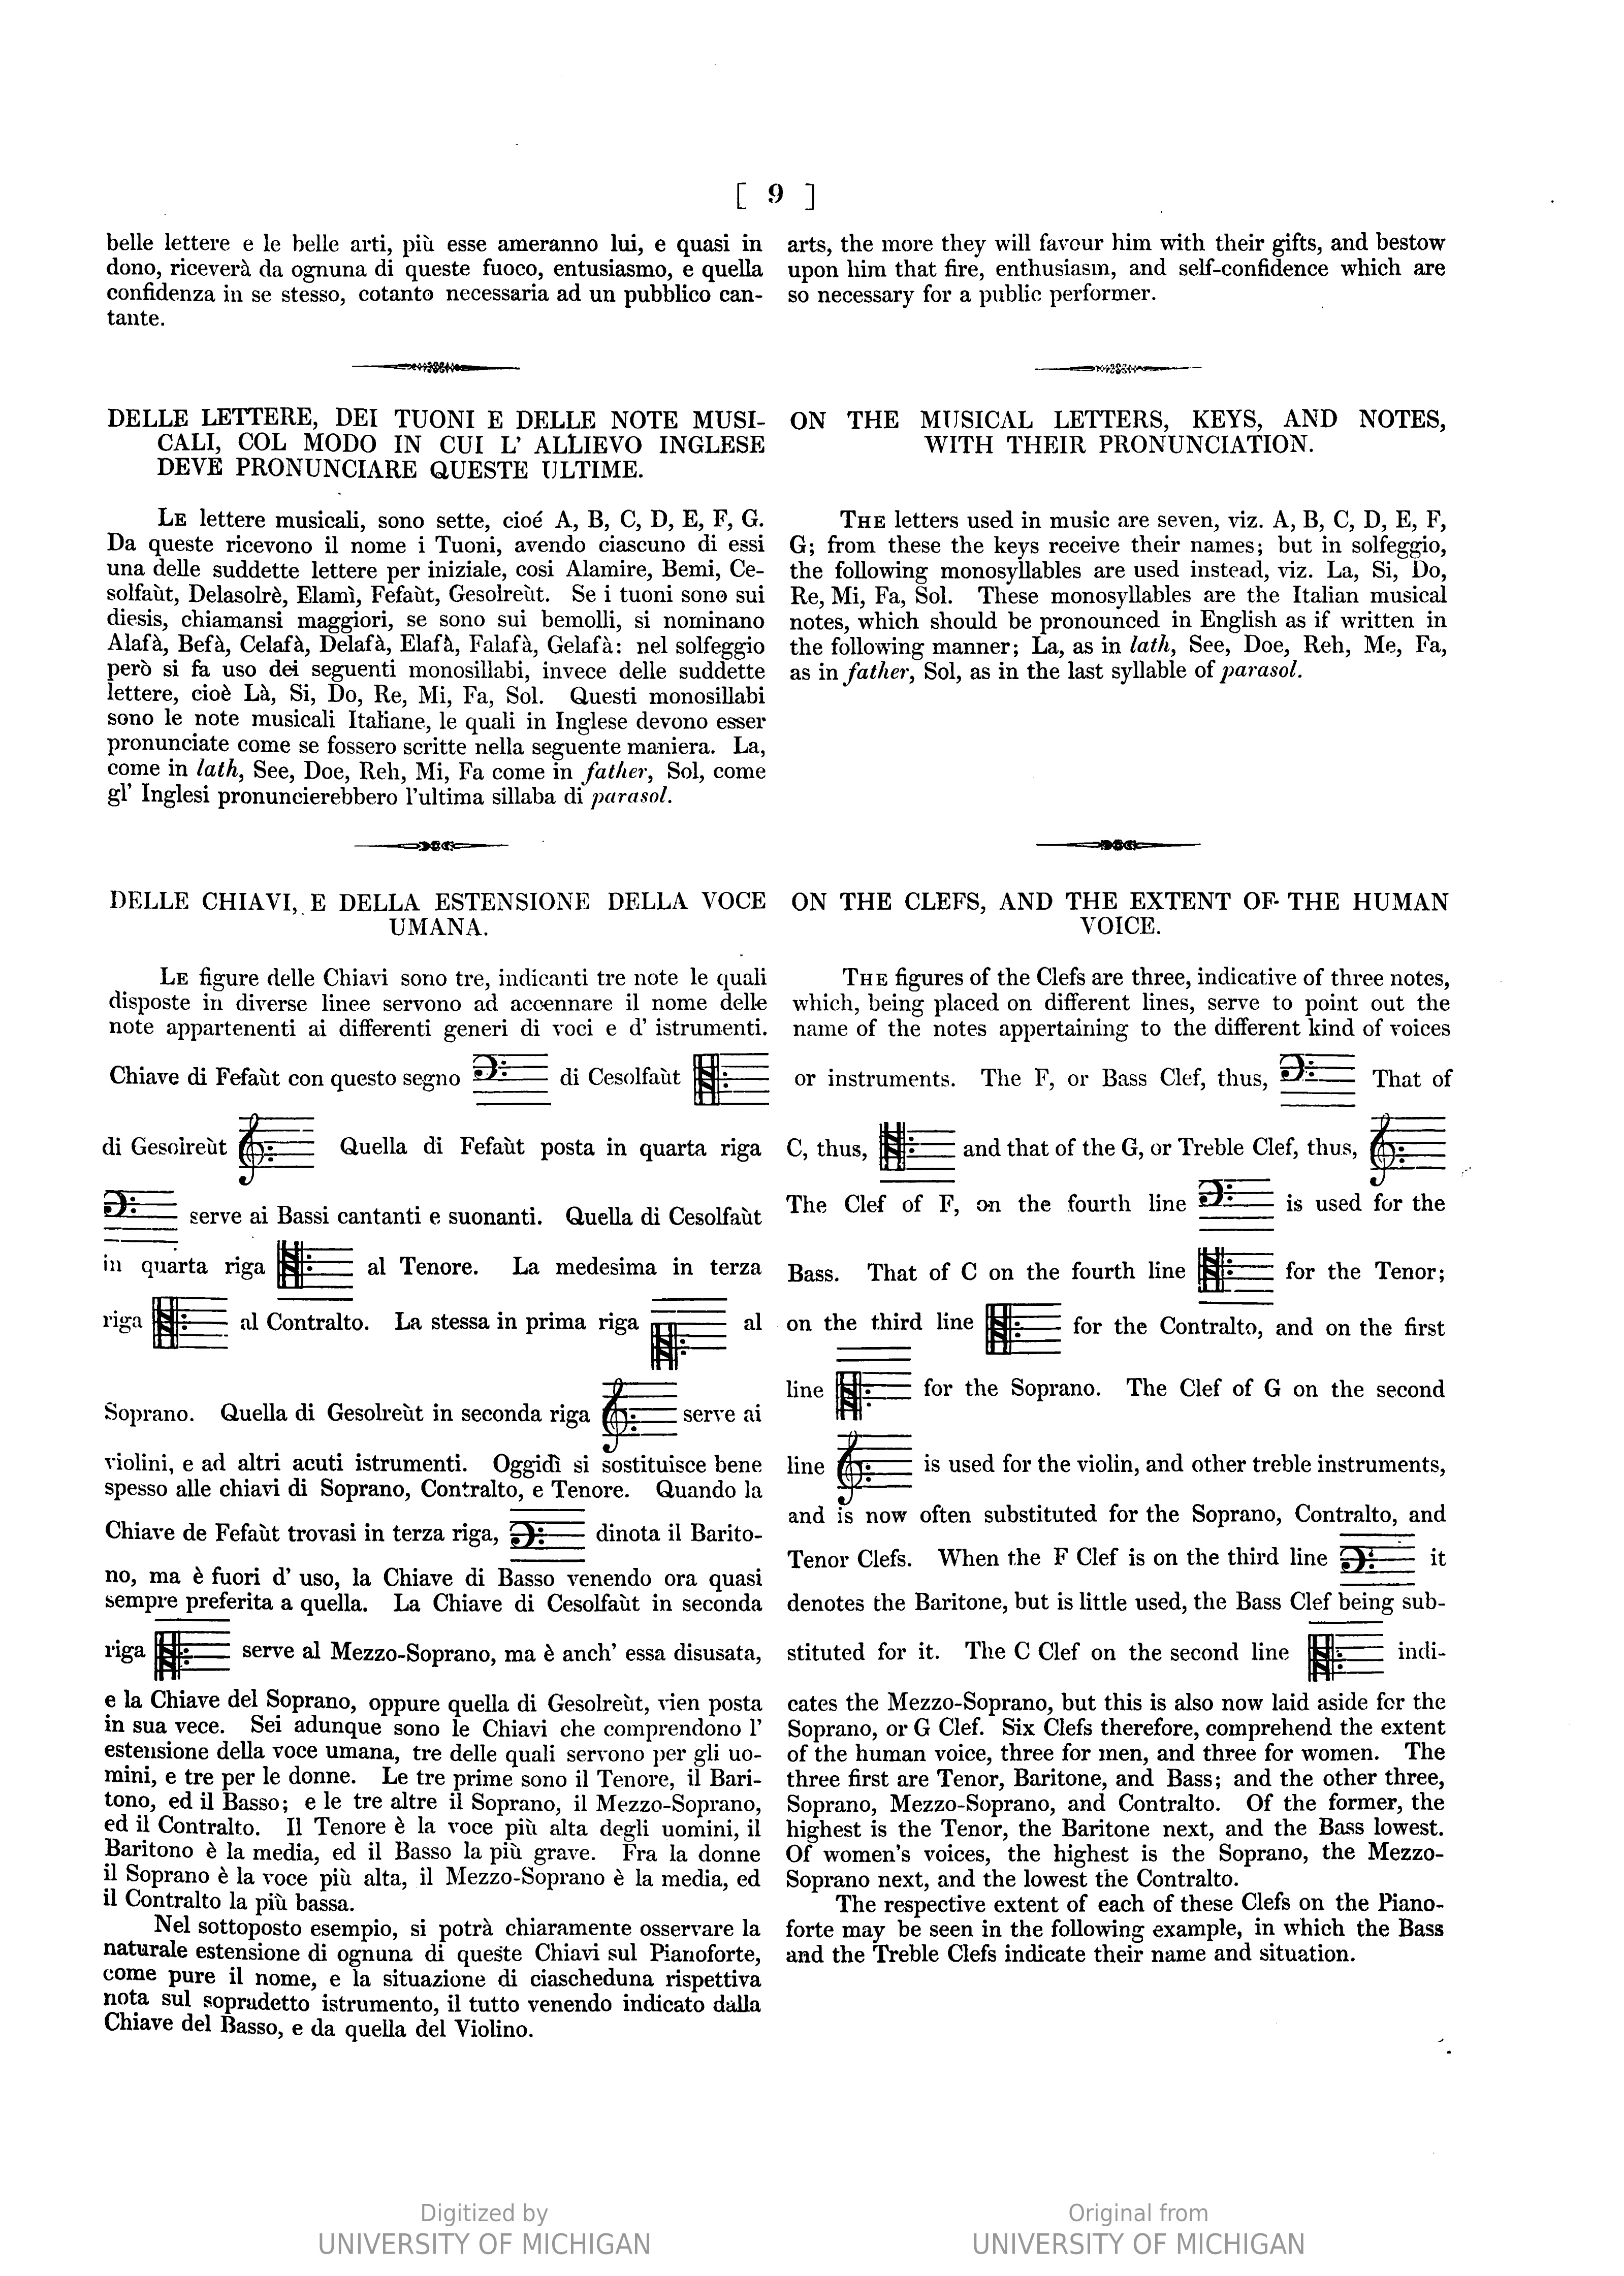 [ 9 ]
belle lettere e le belle arti, più esse ameranno lui, e quasi in
dono, riceverà da ognuna di queste fuoco, entusiasmo, e quella
confidenza in se stesso, cotanto necessaria ad un pubblico can-
tante.
DELLE LETTERE, DEI TUONI E DELLE NOTE MUSI-
CALI, COL MODO IN CUI L' ALLIEVO INGLESE
DEVE PRONUNCIARE QUESTE ULTIME.
LE lettere musicali, sono sette, cioé A, B, C, D, E, F, G.
Da queste ricevono il nome i Tuoni, avendo ciascuno di essi
una delle suddette lettere per iniziale, cosi Alamire, Bemi, Ce-
solfaùt, Delasolrè, Elamì, Fefaùt, Gesolreùt. Se i tuoni sono sui
diesis, chiamansi maggiori, se sono sui bemolli, si nominano
Alafà, Befà, Celafà, Delafà, Elafà, Falafà, Gelafà: nel solfeggio
però si fa uso dei seguenti monosillabi, invece delle suddette
lettere, cioè Là, Si, Do, Re, Mi, Fa, Sol. Questi monosillabi
sono le note musicali Italiane, le quali in Inglese devono esser
pronunciate come se fossero scritte nella seguente maniera. La,
come in lath, See, Doe, Reh, Mi, Fa come in father, Sol, come
gl' Inglesi pronuncierebbero l'ultima sillaba di parasol.
DELLE CHIAVI, E DELLA ESTENSIONE DELLA VOCE
UMANA.
LE figure delle Chiavi sono tre, indicanti tre note le quali
disposte in diverse linee servono ad accennare il nome delle
note appartenenti ai differenti generi di voci e d' istrumenti.
Chiave di Fefaùt con questo segno di Cesolfaùt
di Gesolreùt Quella di Fefaùt posta in quarta riga
serve ai Bassi cantanti e suonanti. Quella di Cesolfaùt
in quarta riga al Tenore. La medesima in terza
riga al Contralto. La stessa in prima riga al
Soprano. Quella di Gesolreùt in seconda riga serve ai
violini, e ad altri acuti istrumenti. Oggidì si sostituisce bene
spesso alle chiavi di Soprano, Contralto, e Tenore. Quando la
Chiave de Fefaùt trovasi in terza riga, dinota il Barito-
no, ma è fuori d' uso, la Chiave di Basso venendo ora quasi
sempre preferita a quella. La Chiave di Cesolfaùt in seconda
riga serve al Mezzo-Soprano, ma è anch' essa disusata,
e la Chiave del Soprano, oppure quella di Gesolreùt, vien posta
in sua vece. Sei adunque sono le Chiavi che comprendono l'
estensione della voce umana, tre delle quali servono per gli uo-
mini, e tre per le donne. Le tre prime sono il Tenore, il Bari-
tono, ed il Basso; e le tre altre il Soprano, il Mezzo-Soprano,
ed il Contralto. Il Tenore è la voce più alta degli uomini, il
Baritono è la media, ed il Basso la più grave. Fra la donne
il Soprano è la voce più alta, il Mezzo-Soprano è la media, ed
il Contralto la più bassa.
Nel sottoposto esempio, si potrà chiaramente osservare la
naturale estensione di ognuna di queste Chiavi sul Pianoforte,
come pure il nome, e la situazione di ciascheduna rispettiva
nota sul sopradetto istrumento, il tutto venendo indicato dalla
Chiave del Basso, e da quella del Violino.
arts, the more they will favour him with their gifts, and bestow
upon him that fire, enthusiasm, and self-confidence which are
so necessary for a public performer.
ON THE MUSICAL LETTERS, KEYS, AND NOTES,
WITH THEIR PRONUNCIATION.
THE letters used in music are seven, viz. A, B, C, D, E, F,
G; from these the keys receive their names; but in solfeggio,
the following monosyllables are used instead, viz. La, Si, Do,
Re, Mi, Fa, Sol. These monosyllables are the Italian musical
notes, which should be pronounced in English as if written in
the following manner; La, as in lath, See, Doe, Reh, Me, Fa,
as in father, Sol, as in the last syllable of parasol.
ON THE CLEFS, AND THE EXTENT OF THE HUMAN
VOICE.
THE figures of the Clefs are three, indicative of three notes,
which, being placed on different lines, serve to point out the
name of the notes appertaining to the different kind of voices
or instruments. The F, or Bass Clef, thus, That of
C, thus, and that of the G, or Treble Clef, thus,
The Clef of F, on the fourth line is used for the
Bass. That of C on the fourth line for the Tenor;
on the third line for the Contralto, and on the first
line for the Soprano. The Clef of G on the second
line is used for the violin, and other treble instruments,
and is now often substituted for the Soprano, Contralto, and
Tenor Clefs. When the F Clef is on the third line it
denotes the Baritone, but is little used, the Bass Clef being sub-
stituted for it. The C Clef on the second line indi-
cates the Mezzo-Soprano, but this is also now laid aside for the
Soprano, or G Clef. Six Clefs therefore, comprehend the extent
of the human voice, three for men, and three for women. The
three first are Tenor, Baritone, and Bass; and the other three,
Soprano, Mezzo-Soprano, and Contralto. Of the former, the
highest is the Tenor, the Baritone next, and the Bass lowest.
Of women's voices, the highest is the Soprano, the Mezzo-
Soprano next, and the lowest the Contralto.
The respective extent of each of these Clefs on the Piano-
forte may be seen in the following example, in which the Bass
and the Treble Clefs indicate their name and situation.
Digitized by
UNIVERSITY OF MICHIGAN
Original from
UNIVERSITY OF MICHIGAN